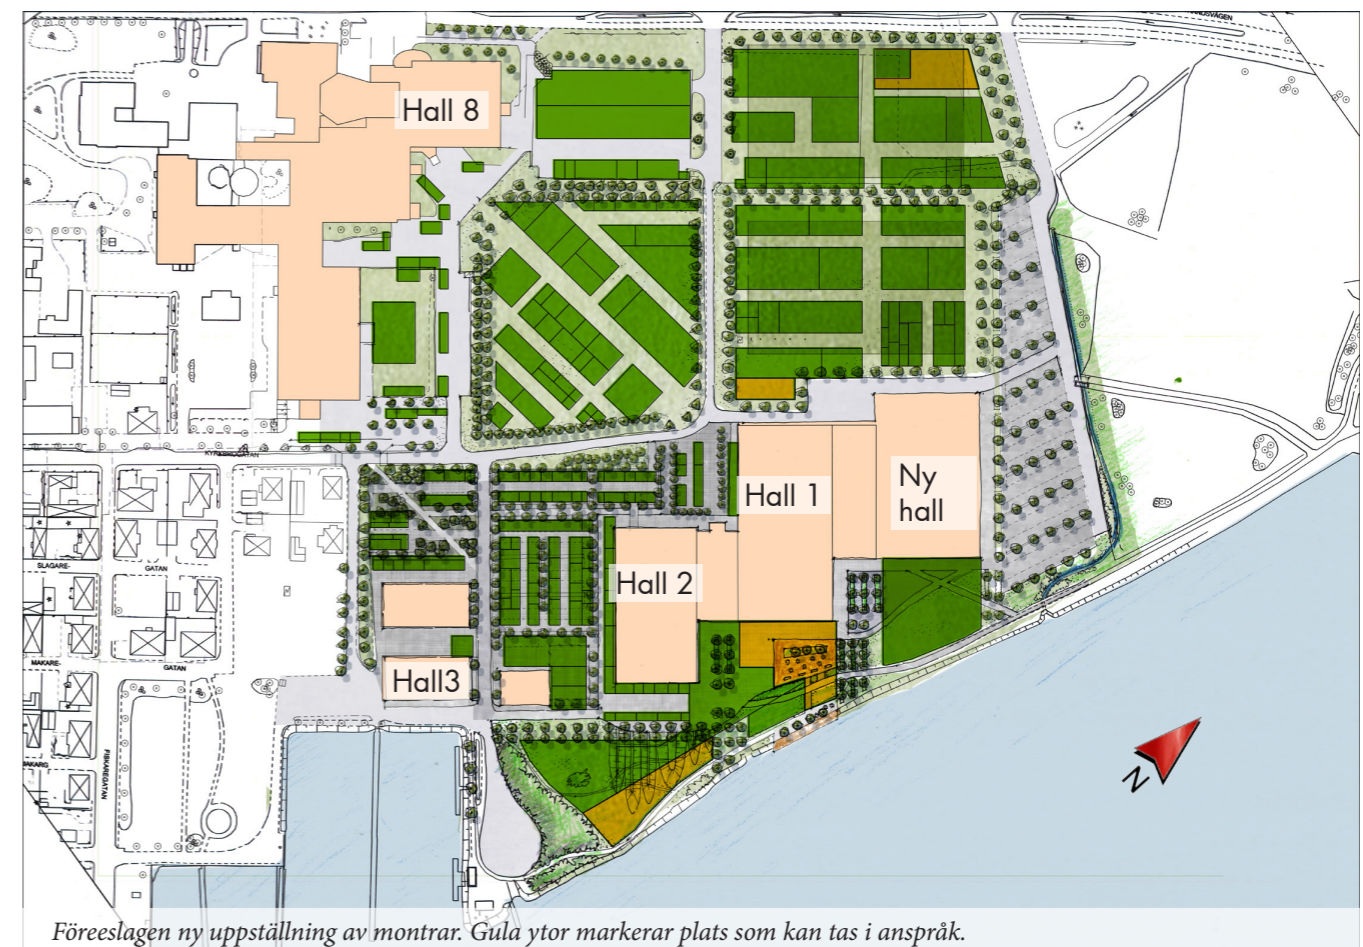 Hall 8
KYRKBROGATAN
Hall 1
Ny
hall
Hall 2
Hall3
SLAGARE-
GATAN
MAKARE-
GATAN
FISKAREGATAN
N
Föreeslagen ny uppställning av montrar. Gula ytor markerar plats som kan tas i anspråk.